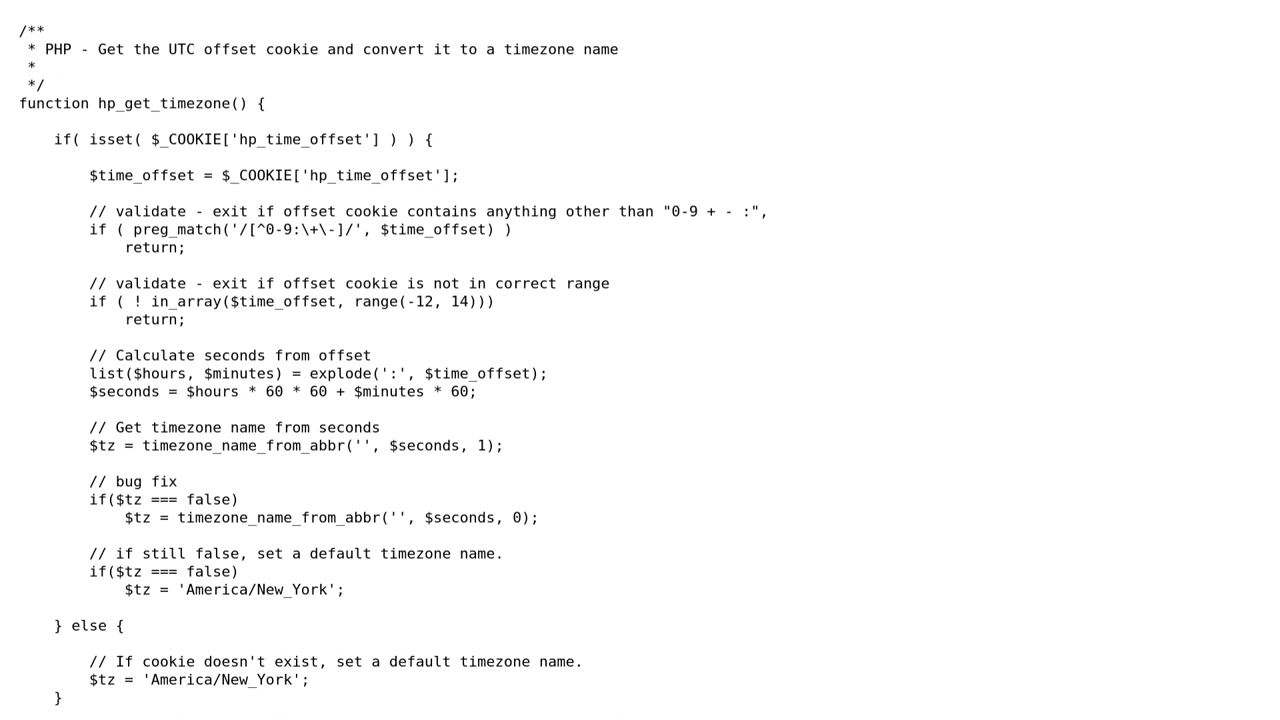 /**
 * PHP - Get the UTC offset cookie and convert it to a timezone name
 *
 */
function hp_get_timezone() {
    if( isset( $_COOKIE['hp_time_offset'] ) ) {
        $time_offset = $_COOKIE['hp_time_offset'];
        // validate - exit if offset cookie contains anything other than "0-9 + - :",
        if ( preg_match('/[^0-9:\+\-]/', $time_offset) )
            return;
        // validate - exit if offset cookie is not in correct range
        if ( ! in_array($time_offset, range(-12, 14)))
            return;
        // Calculate seconds from offset
        list($hours, $minutes) = explode(':', $time_offset);
        $seconds = $hours * 60 * 60 + $minutes * 60;
        // Get timezone name from seconds
        $tz = timezone_name_from_abbr('', $seconds, 1);
        // bug fix
        if($tz === false)
            $tz = timezone_name_from_abbr('', $seconds, 0);
        // if still false, set a default timezone name.
        if($tz === false)
            $tz = 'America/New_York';
    } else {
        // If cookie doesn't exist, set a default timezone name.
        $tz = 'America/New_York';
    }